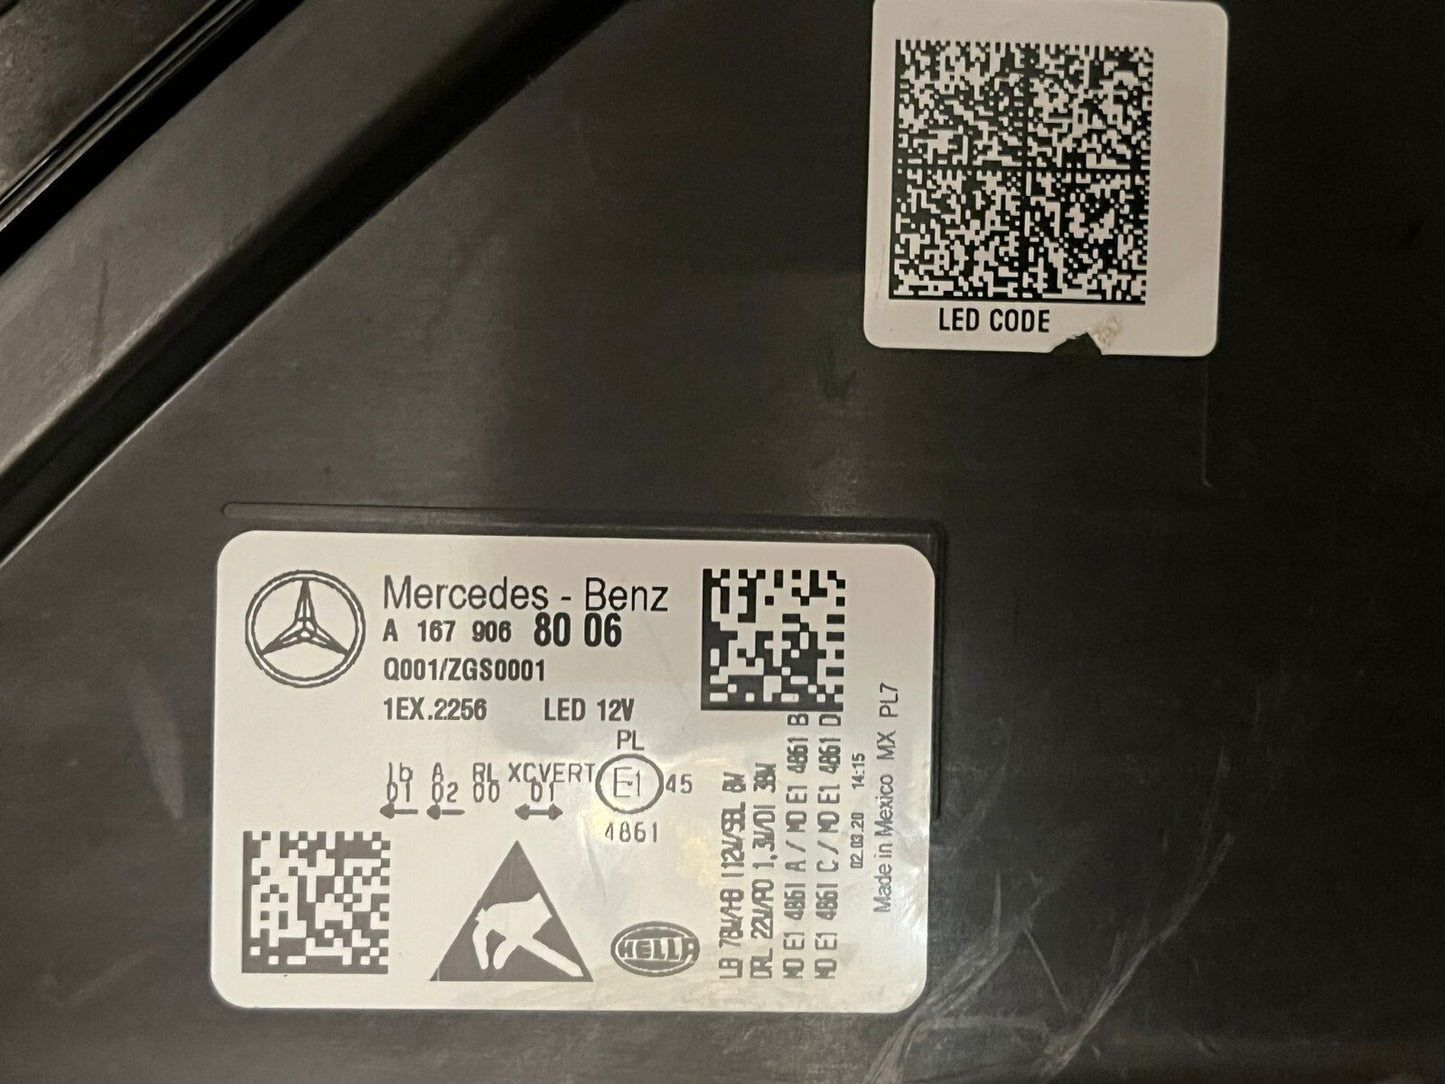 LED CODE
Mercedes - Benz
A 167 906 80 06
Q001/ZGS0001
1EX.2256 LED 12V
PL
1b A RL XCVERT E1 45
01 02 00 01
4861
HELLA
LB 78W/HB 112W/SBL 8W
DRL 22W/PO 1,3W/DI 38W
MD E1 4861 A / MD E1 4861 B
MD E1 4861 C / MD E1 4861 D
02.03.20 14:15
Made in Mexico MX PL7